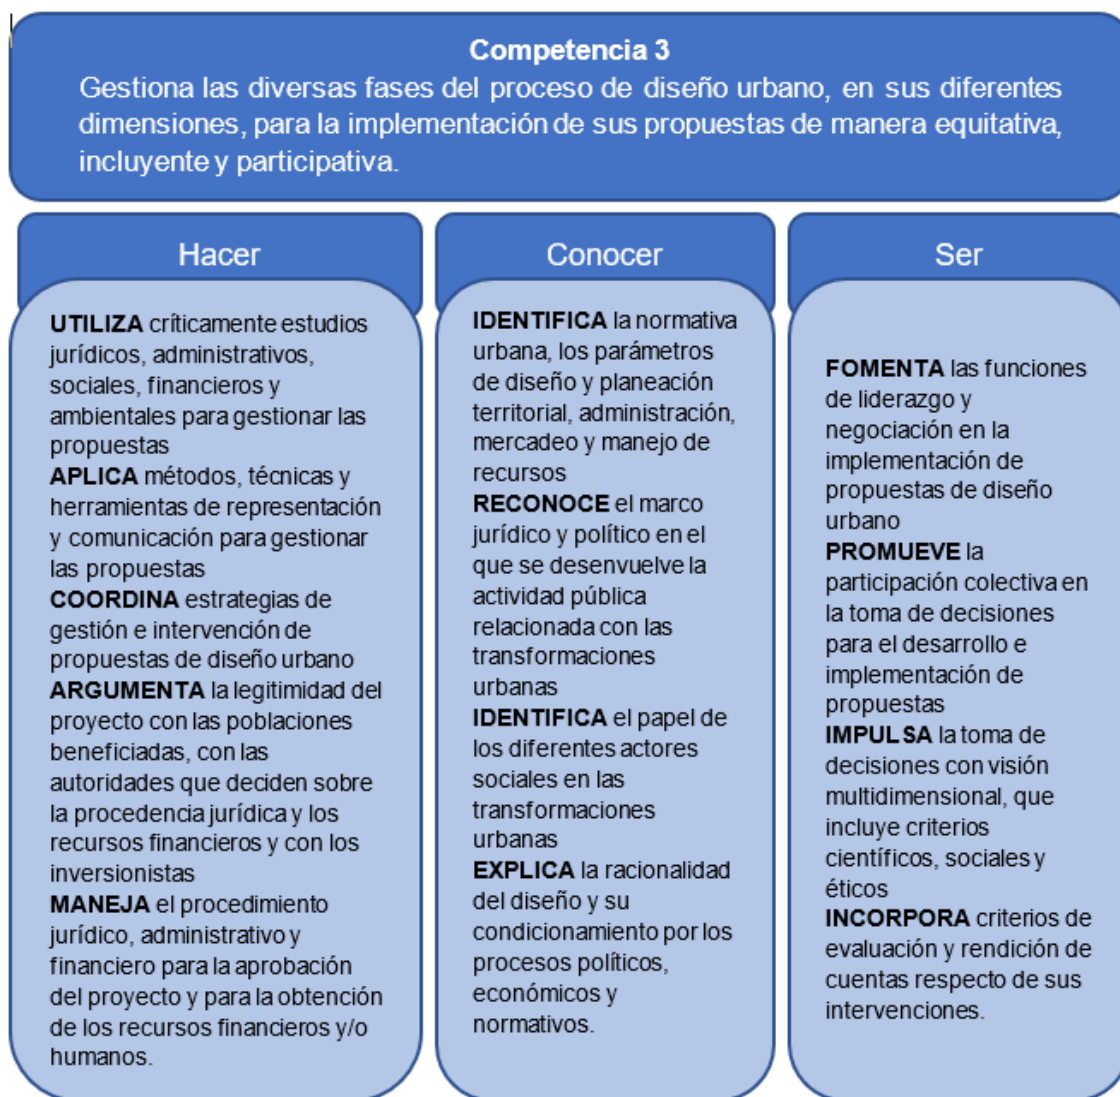 Competencia 3
Gestiona las diversas fases del proceso de diseño urbano, en sus diferentes
dimensiones, para la implementación de sus propuestas de manera equitativa,
incluyente y participativa.
Hacer
UTILIZA críticamente estudios
jurídicos, administrativos,
sociales, financieros y
ambientales para gestionar las
propuestas
APLICA métodos, técnicas y
herramientas de representación
y comunicación para gestionar
las propuestas
COORDINA estrategias de
gestión e intervención de
propuestas de diseño urbano
ARGUMENTA la legitimidad del
proyecto con las poblaciones
beneficiadas, con las
autoridades que deciden sobre
la procedencia jurídica y los
recursos financieros y con los
inversionistas
MANEJA el procedimiento
jurídico, administrativo y
financiero para la aprobación
del proyecto y para la obtención
de los recursos financieros y/o
humanos.
Conocer
IDENTIFICA la normativa
urbana, los parámetros
de diseño y planeación
territorial, administración,
mercadeo y manejo de
recursos
RECONOCE el marco
jurídico y político en el
que se desenvuelve la
actividad pública
relacionada con las
transformaciones
urbanas
IDENTIFICA el papel de
los diferentes actores
sociales en las
transformaciones
urbanas
EXPLICA la racionalidad
del diseño y su
condicionamiento por los
procesos políticos,
económicos y
normativos.
Ser
FOMENTA las funciones
de liderazgo y
negociación en la
implementación de
propuestas de diseño
urbano
PROMUEVE la
participación colectiva en
la toma de decisiones
para el desarrollo e
implementación de
propuestas
IMPULSA la toma de
decisiones con visión
multidimensional, que
incluye criterios
científicos, sociales y
éticos
INCORPORA criterios de
evaluación y rendición de
cuentas respecto de sus
intervenciones.